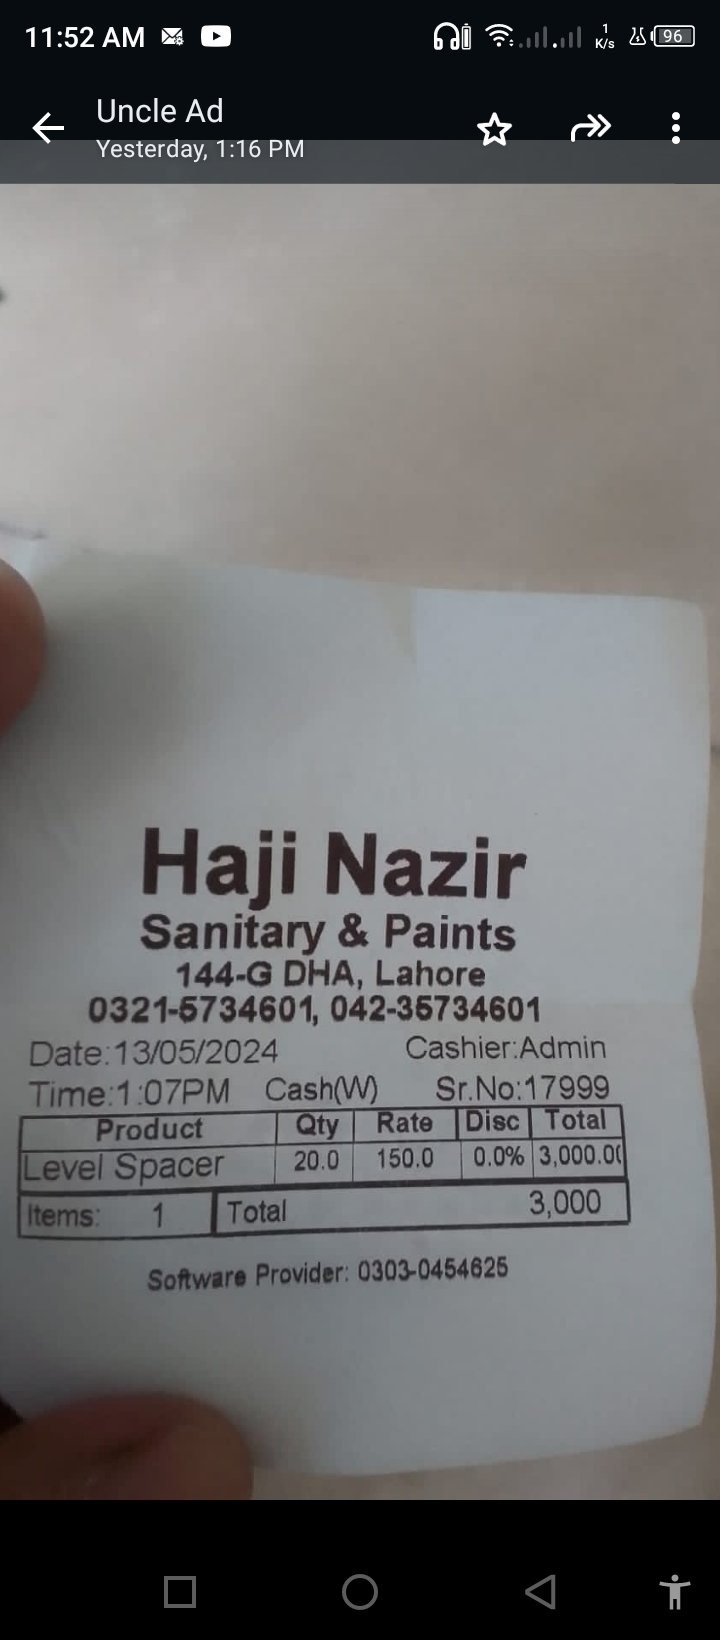 11:52 AM 1 K/s 96
Uncle Ad
Yesterday, 1:16 PM
Haji Nazir
Sanitary & Paints
144-G DHA, Lahore
0321-5734601, 042-35734601
Date:13/05/2024 Cashier:Admin
Time:1:07PM Cash(W) Sr.No:17999
Product Qty Rate Disc Total
Level Spacer 20.0 150.0 0.0% 3,000.0(
Items: 1 Total 3,000
Software Provider: 0303-0454625